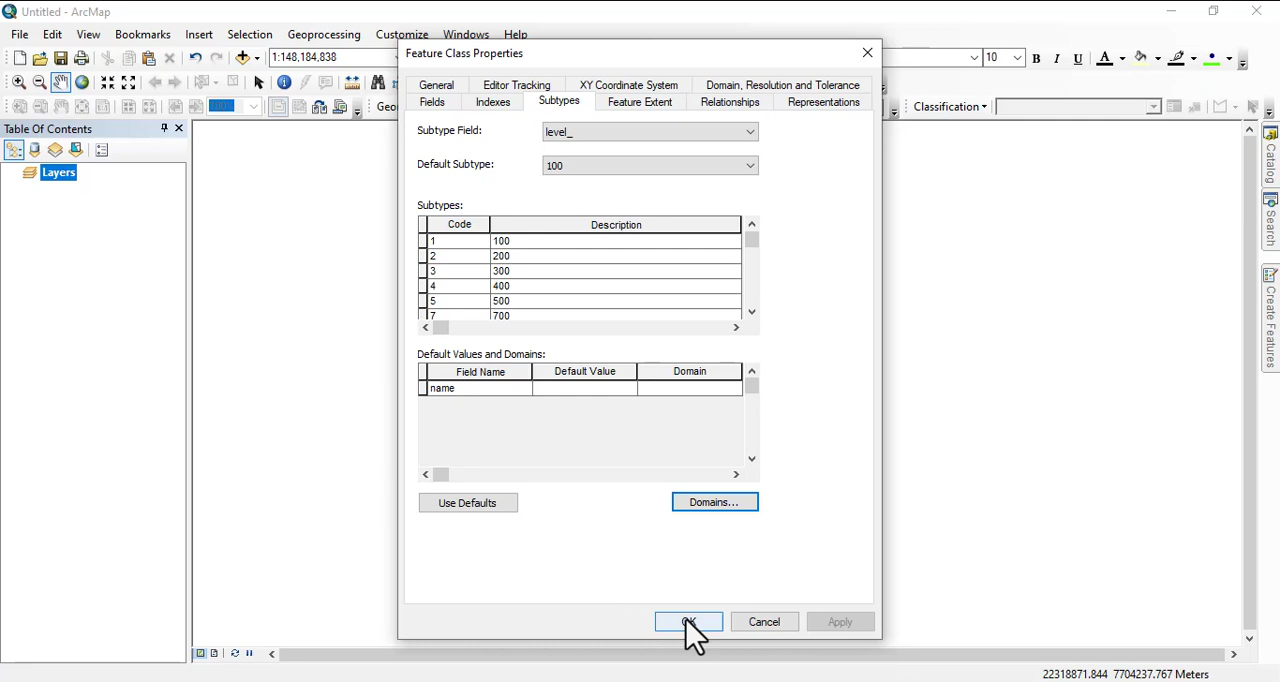 Untitled - ArcMap
File Edit View Bookmarks Insert Selection Geoprocessing Customize Windows Help
1:148,184,838
10 B I U A
Classification
Table Of Contents
Layers
Feature Class Properties
General Editor Tracking XY Coordinate System Domain, Resolution and Tolerance
Fields Indexes Subtypes Feature Extent Relationships Representations
Subtype Field: level_
Default Subtype: 100
Subtypes:
Code Description
1 100
2 200
3 300
4 400
5 500
7 700
Default Values and Domains:
Field Name Default Value Domain
name
Use Defaults Domains...
OK Cancel Apply
Catalog
Search
Create Features
22318871.844 7704237.767 Meters